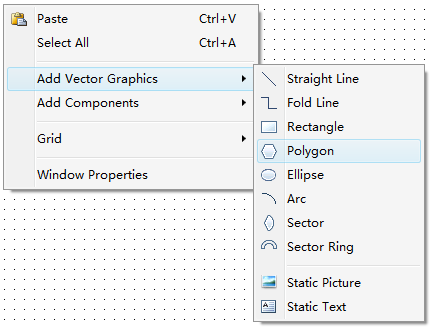 Paste Ctrl+V
Select All Ctrl+A
Add Vector Graphics
Add Components
Grid
Window Properties
Straight Line
Fold Line
Rectangle
Polygon
Ellipse
Arc
Sector
Sector Ring
Static Picture
Static Text